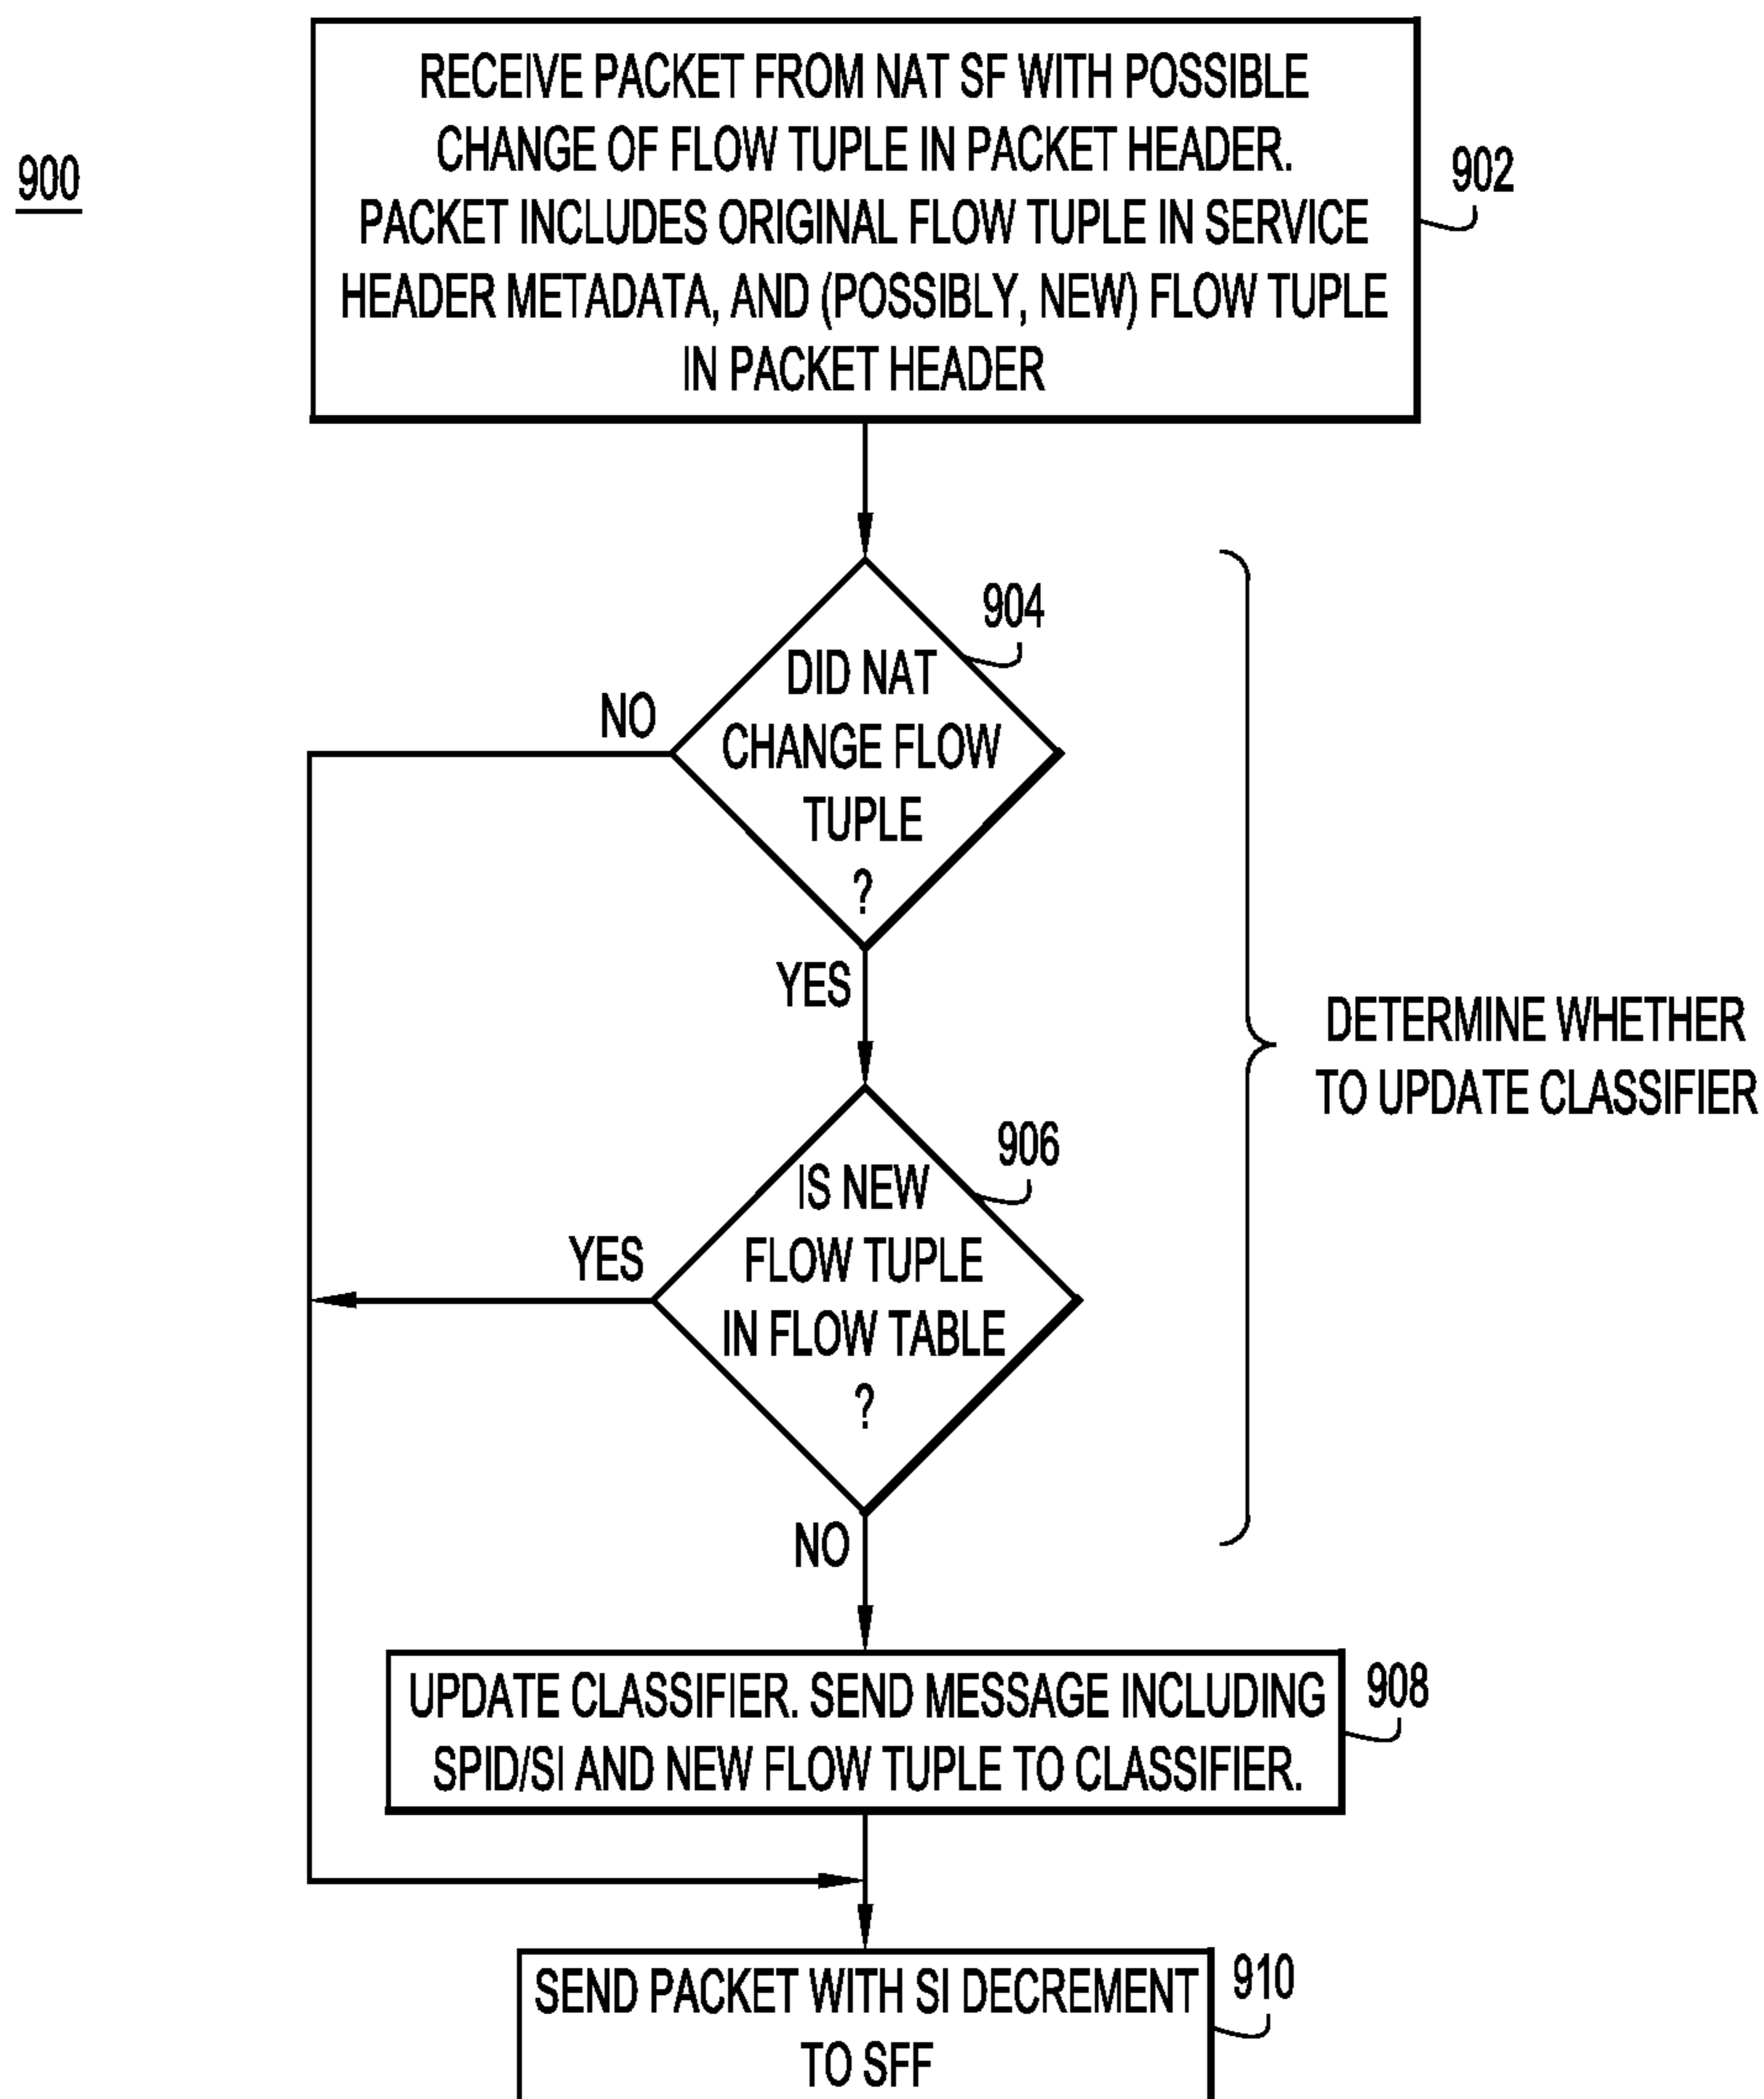 900
RECEIVE PACKET FROM NAT SF WITH POSSIBLE
CHANGE OF FLOW TUPLE IN PACKET HEADER.
PACKET INCLUDES ORIGINAL FLOW TUPLE IN SERVICE
HEADER METADATA, AND (POSSIBLY, NEW) FLOW TUPLE
IN PACKET HEADER
902
904
DID NAT
CHANGE FLOW
TUPLE
?
NO
YES
DETERMINE WHETHER
TO UPDATE CLASSIFIER
906
IS NEW
FLOW TUPLE
IN FLOW TABLE
?
YES
NO
UPDATE CLASSIFIER. SEND MESSAGE INCLUDING
SPID/SI AND NEW FLOW TUPLE TO CLASSIFIER.
908
SEND PACKET WITH SI DECREMENT
TO SFF
910